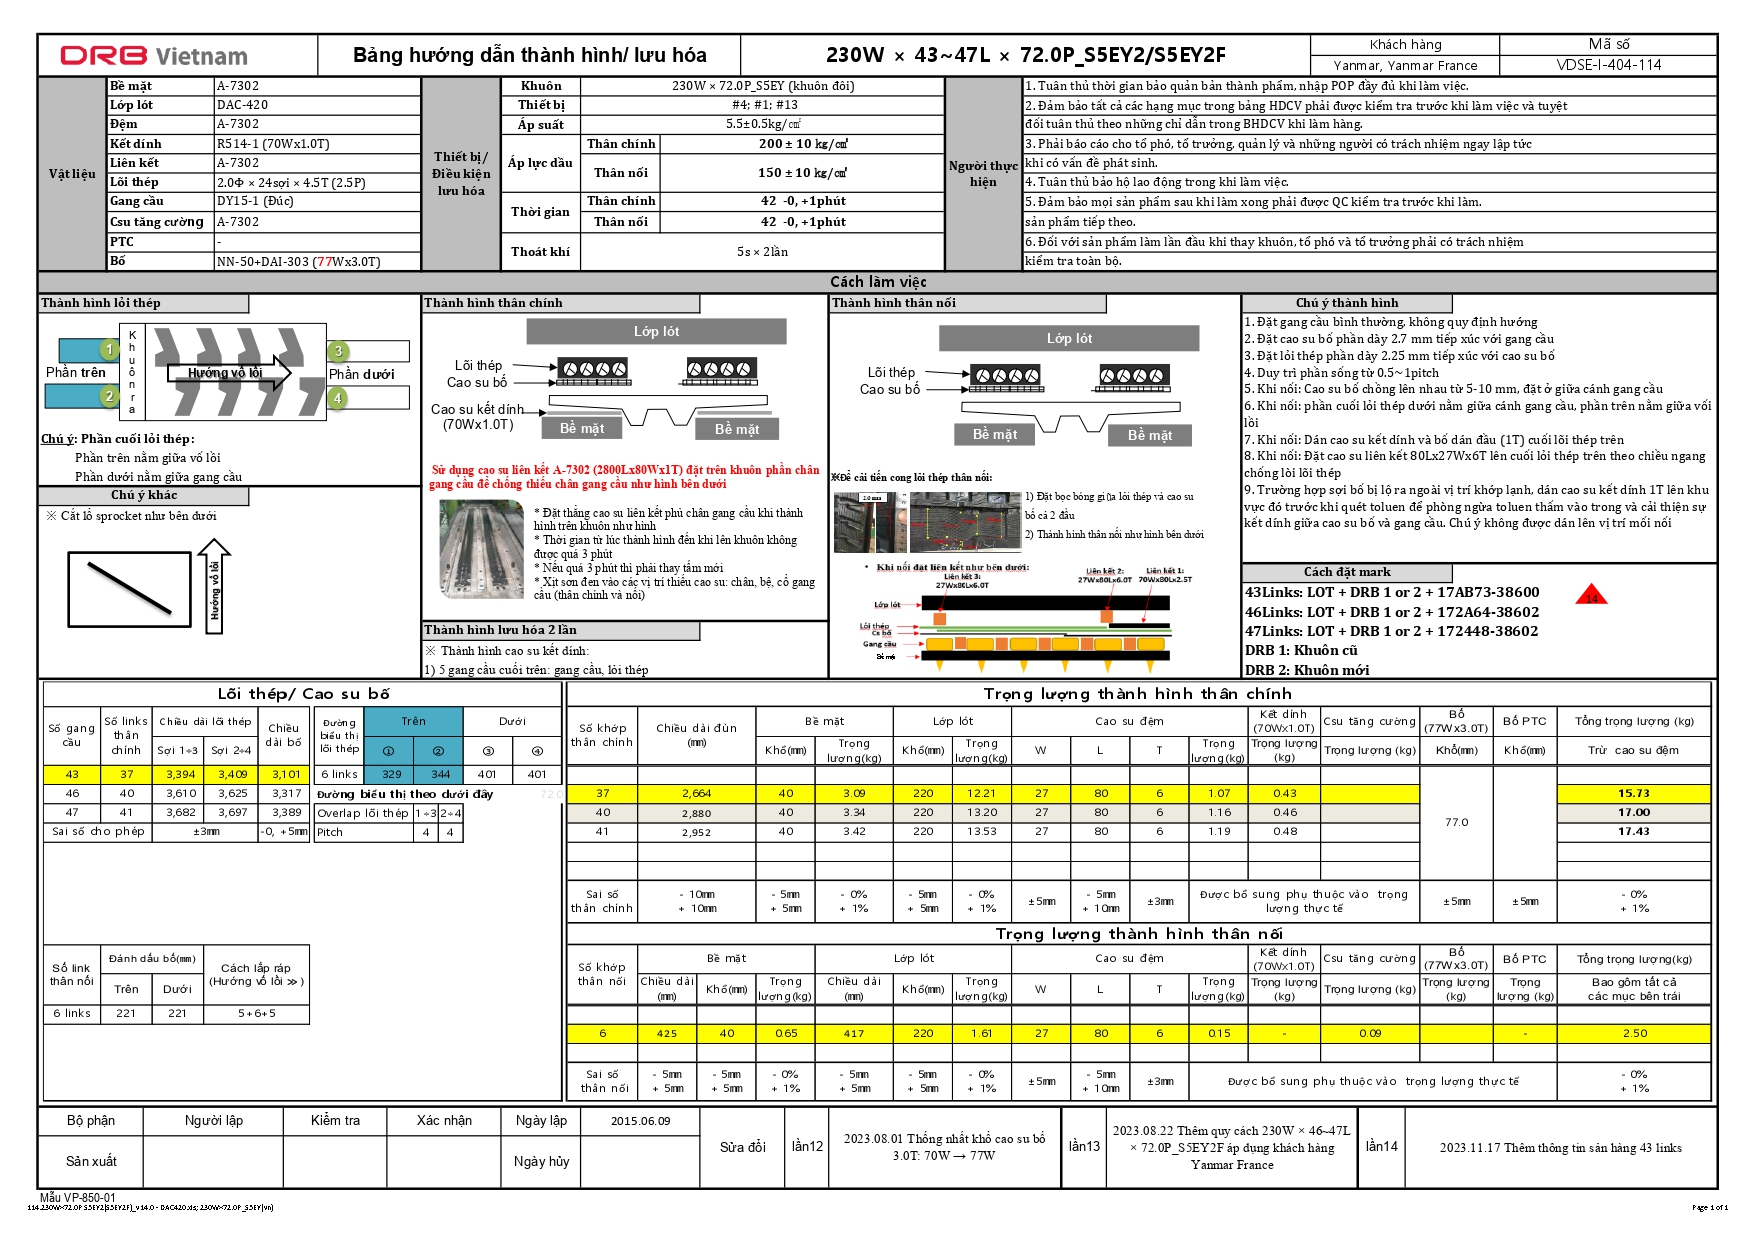 DRB Vietnam
Bảng hướng dẫn thành hình/ lưu hóa
230W × 43~47L × 72.0P_S5EY2/S5EY2F
Khách hàng
Mã số
Yanmar, Yanmar France
VDSE-I-404-114
Vật liệu
Bề mặt A-7302
Lớp lót DAC-420
Đệm A-7302
Kết dính R514-1 (70Wx1.0T)
Liên kết A-7302
Lõi thép 2.0Φ × 24sợi × 4.5T (2.5P)
Gang cầu DY15-1 (Đúc)
Csu tăng cường A-7302
PTC -
Bố NN-50+DAI-303 (77Wx3.0T)
Thiết bị/
Điều kiện
lưu hóa
Khuôn 230W × 72.0P_S5EY (khuôn đôi)
Thiết bị #4; #1; #13
Áp suất 5.5±0.5kg/㎠
Áp lực dầu
Thân chính 200 ± 10 kg/㎠
Thân nối 150 ± 10 kg/㎠
Thời gian
Thân chính 42 -0, +1phút
Thân nối 42 -0, +1phút
Thoát khí 5s × 2lần
Người thực
hiện
1. Tuân thủ thời gian bảo quản bán thành phẩm, nhập POP đầy đủ khi làm việc.
2. Đảm bảo tất cả các hạng mục trong bảng HDCV phải được kiểm tra trước khi làm việc và tuyệt
đối tuân thủ theo những chỉ dẫn trong BHDCV khi làm hàng.
3. Phải báo cáo cho tổ phó, tổ trưởng, quản lý và những người có trách nhiệm ngay lập tức
khi có vấn đề phát sinh.
4. Tuân thủ bảo hộ lao động trong khi làm việc.
5. Đảm bảo mọi sản phẩm sau khi làm xong phải được QC kiểm tra trước khi làm.
sản phẩm tiếp theo.
6. Đối với sản phẩm làm lần đầu khi thay khuôn, tổ phó và tổ trưởng phải có trách nhiệm
kiểm tra toàn bộ.
Cách làm việc
Thành hình lỏi thép
1
2
3
4
Phần trên
Khuôn ra
Hướng vố lồi
Phần dưới
Chú ý: Phần cuối lỏi thép:
Phần trên nằm giữa vố lồi
Phần dưới nằm giữa gang cầu
Chú ý khác
※ Cắt lổ sprocket như bên dưới
Hướng vố lồi
Thành hình thân chính
Lớp lót
Lõi thép
Cao su bố
Cao su kết dính
(70Wx1.0T)
Bề mặt
Bề mặt
Sử dụng cao su liên kết A-7302 (2800Lx80Wx1T) đặt trên khuôn phần chân
gang cầu để chống thiếu chân gang cầu như hình bên dưới
* Đặt thẳng cao su liên kết phủ chân gang cầu khi thành
hình trên khuôn như hình
* Thời gian từ lúc thành hình đến khi lên khuôn không
được quá 3 phút
* Nếu quá 3 phút thì phải thay tấm mới
* Xịt sơn đen vào các vị trí thiếu cao su: chân, bệ, cổ gang
cầu (thân chính và nối)
Thành hình lưu hóa 2 lần
※ Thành hình cao su kết dính:
1) 5 gang cầu cuối trên: gang cầu, lỏi thép
Thành hình thân nối
Lớp lót
Lõi thép
Cao su bố
Bề mặt
Bề mặt
※Để cải tiến cong lỏi thép thân nối:
2.0 mm
1) Đặt bọc bóng giữa lỏi thép và cao su
bố cả 2 đầu
2) Thành hình thân nối như hình bên dưới
• Khi nối đặt liên kết như bên dưới:
Liên kết 3:
27Wx80Lx6.0T
Liên kết 2:
27Wx80Lx6.0T
Liên kết 1:
70Wx80Lx2.5T
Lớp lót
Lỏi thép
Cs bố
Gang cầu
Bề mặt
Chú ý thành hình
1. Đặt gang cầu bình thường, không quy định hướng
2. Đặt cao su bố phần dày 2.7 mm tiếp xúc với gang cầu
3. Đặt lỏi thép phần dày 2.25 mm tiếp xúc với cao su bố
4. Duy trì phần sống từ 0.5~1pitch
5. Khi nối: Cao su bố chồng lên nhau từ 5-10 mm, đặt ở giữa cánh gang cầu
6. Khi nối: phần cuối lỏi thép dưới nằm giữa cánh gang cầu, phần trên nằm giữa vối
lồi
7. Khi nối: Dán cao su kết dính và bố dán đầu (1T) cuối lõi thép trên
8. Khi nối: Đặt cao su liên kết 80Lx27Wx6T lên cuối lỏi thép trên theo chiều ngang
chống lòi lỏi thép
9. Trường hợp sợi bố bị lộ ra ngoài vị trí khớp lạnh, dán cao su kết dính 1T lên khu
vực đó trước khi quét toluen để phòng ngừa toluen thấm vào trong và cải thiện sự
kết dính giữa cao su bố và gang cầu. Chú ý không được dán lên vị trí mối nối
Cách đặt mark
43Links: LOT + DRB 1 or 2 + 17AB73-38600
46Links: LOT + DRB 1 or 2 + 172A64-38602
47Links: LOT + DRB 1 or 2 + 172448-38602
DRB 1: Khuôn cũ
DRB 2: Khuôn mới
14
Lõi thép/ Cao su bố
Số gang cầu | Số links thân chính | Chiều dài lõi thép | Chiều dài bố
Sợi 1÷3 | Sợi 2÷4
43 37 3,394 3,409 3,101
46 40 3,610 3,625 3,317
47 41 3,682 3,697 3,389
Sai số cho phép ±3mm -0, +5mm
Đường biểu thị lõi thép | Trên | Dưới
① ② ③ ④
6 links 329 344 401 401
Đường biểu thị theo dưới đây 72.0
Overlap lõi thép 1÷3 2÷4
Pitch 4 4
Số link thân nối | Đánh dấu bố(mm) | Cách lắp ráp (Hướng vố lồi ≫)
Trên | Dưới
6 links 221 221 5+6+5
Trọng lượng thành hình thân chính
Số khớp thân chính | Chiều dài đùn (mm) | Bề mặt | Lớp lót | Cao su đệm | Kết dính (70Wx1.0T) | Csu tăng cường | Bố (77Wx3.0T) | Bố PTC | Tổng trọng lượng (kg)
Khổ(mm) | Trọng lượng(kg) | Khổ(mm) | Trọng lượng(kg) | W | L | T | Trọng lượng(kg) | Trọng lượng (kg) | Trọng lượng (kg) | Khổ(mm) | Khổ(mm) | Trừ cao su đệm
37 2,664 40 3.09 220 12.21 27 80 6 1.07 0.43 15.73
40 2,880 40 3.34 220 13.20 27 80 6 1.16 0.46 17.00
41 2,952 40 3.42 220 13.53 27 80 6 1.19 0.48 17.43
77.0
Sai số thân chính | - 10mm + 10mm | - 5mm + 5mm | - 0% + 1% | - 5mm + 5mm | - 0% + 1% | ±5mm | - 5mm + 10mm | ±3mm | Được bổ sung phụ thuộc vào trọng lượng thực tế | ±5mm | ±5mm | - 0% + 1%
Trọng lượng thành hình thân nối
Số khớp thân nối | Bề mặt | Lớp lót | Cao su đệm | Kết dính (70Wx1.0T) | Csu tăng cường | Bố (77Wx3.0T) | Bố PTC | Tổng trọng lượng(kg)
Chiều dài (mm) | Khổ(mm) | Trọng lượng(kg) | Chiều dài (mm) | Khổ(mm) | Trọng lượng(kg) | W | L | T | Trọng lượng(kg) | Trọng lượng (kg) | Trọng lượng (kg) | Trọng lượng (kg) | Trọng lượng (kg) | Bao gồm tất cả các mục bên trái
6 425 40 0.65 417 220 1.61 27 80 6 0.15 - 0.09 - 2.50
Sai số thân nối | - 5mm + 5mm | - 5mm + 5mm | - 0% + 1% | - 5mm + 5mm | - 5mm + 5mm | - 0% + 1% | ±5mm | - 5mm + 10mm | ±3mm | Được bổ sung phụ thuộc vào trọng lượng thực tế | - 0% + 1%
Bộ phận | Người lập | Kiểm tra | Xác nhận | Ngày lập | 2015.06.09
Sản xuất | Ngày hủy
Sửa đổi
lần12
2023.08.01 Thống nhất khổ cao su bố
3.0T: 70W → 77W
lần13
2023.08.22 Thêm quy cách 230W × 46~47L
× 72.0P_S5EY2F áp dụng khách hàng
Yanmar France
lần14
2023.11.17 Thêm thông tin sản hàng 43 links
Mẫu VP-850-01
114.230W×72.0P S5EY2(S5EY2F)_v14.0 - DAC420.xls; 230W×72.0P_S5EY(vn)
Page 1 of 1